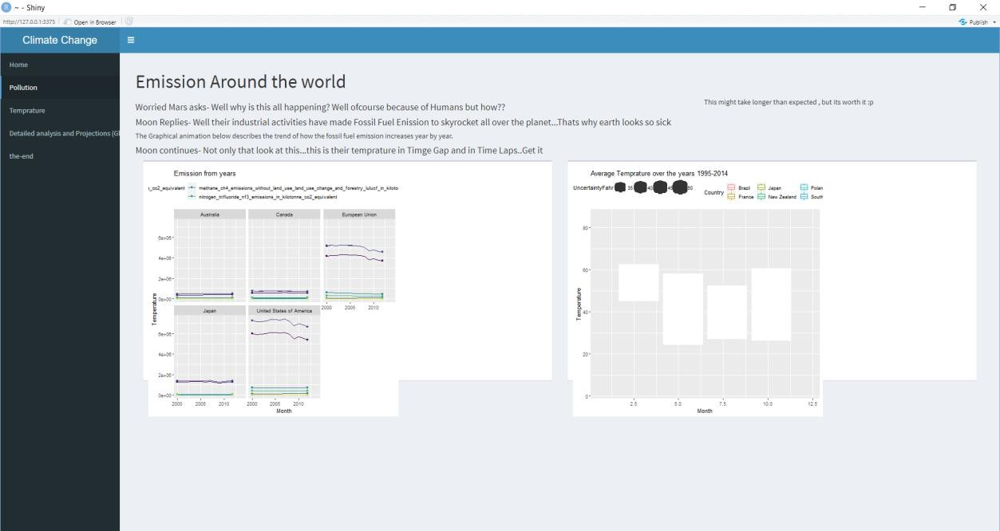 ~ - Shiny
http://127.0.0.1:3375 Open in Browser Publish
Climate Change
Home
Pollution
Temprature
Detailed analysis and Projections (Gl
the-end
Emission Around the world
Worried Mars asks- Well why is this all happening? Well ofcourse because of Humans but how??
This might take longer than expected , but its worth it :p
Moon Replies- Well their industrial activities have made Fossil Fuel Enission to skyrocket all over the planet...Thats why earth looks so sick
The Graphical animation below describes the trend of how the fossil fuel emission increases year by year.
Moon continues- Not only that look at this...this is their temprature in Timge Gap and in Time Laps..Get it
Emission from years
_co2_equivalent methane_ch4_emissions_without_land_use_land_use_change_and_forestry_lulucf_in_kiloto
nitrogen_trifluoride_nf3_emissions_in_kilotonne_co2_equivalent
Australia Canada European Union
6e+06
4e+06
2e+06
0e+00
2000 2005 2010
Temperature
Japan United States of America
6e+06
4e+06
2e+06
0e+00
2000 2005 2010 2000 2005 2010
Month
Average Temprature over the years 1995-2014
UncertaintyFahr 35 40 45 50 Country Brazil Japan Polan
France New Zealand South
80
60
40
20
0
Temperature
2.5 5.0 7.5 10.0 12.5
Month